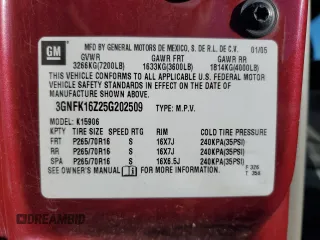 GM
MFD BY GENERAL MOTORS DE MEXICO, S. DE R.L. DE C.V. 01/05
GVWR GAWR FRT GAWR RR
3266KG(7200LB) 1633KG(3600LB) 1814KG(4000LB)
THIS VEHICLE CONFORMS TO ALL APPLICABLE U.S. FEDERAL MOTOR
VEHICLE SAFETY STANDARDS IN EFFECT ON THE DATE OF
MANUFACTURE SHOWN ABOVE.
3GNFK16Z25G202509 TYPE: M.P.V.
MODEL: K15906
KPTY TIRE SIZE SPEED RTG RIM COLD TIRE PRESSURE
FRT P265/70R16 S 16X7J 240KPA(35PSI)
RR P265/70R16 S 16X7J 240KPA(35PSI)
SPA P265/70R16 S 16X6.5J 240KPA(35PSI)
SEE OWNER'S MANUAL FOR MORE INFORMATION.